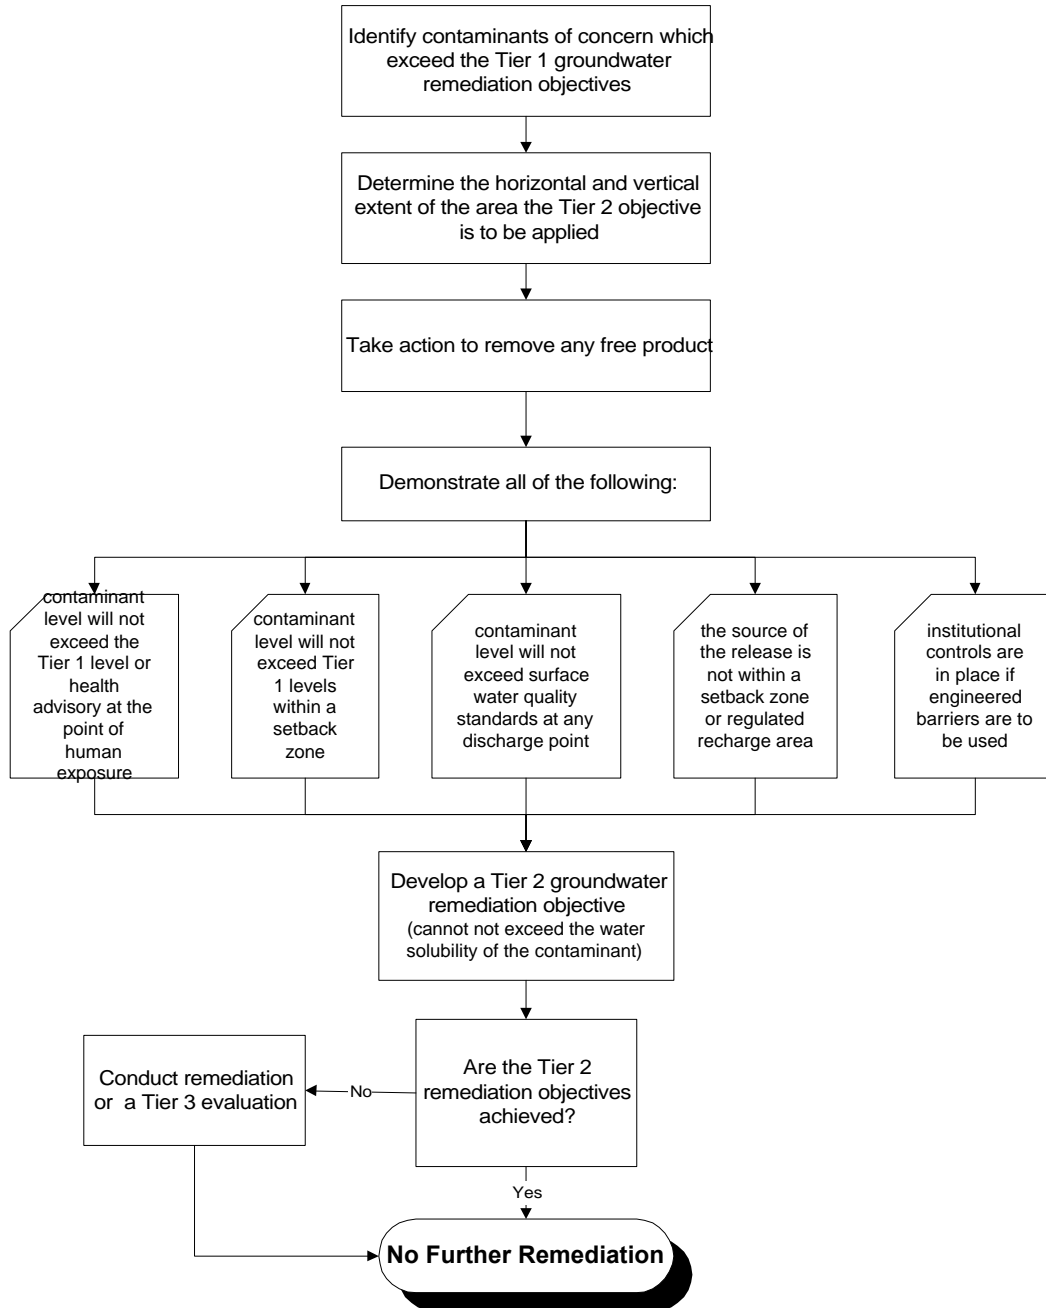 Identify contaminants of concern which
exceed the Tier 1 groundwater
remediation objectives
Determine the horizontal and vertical
extent of the area the Tier 2 objective
is to be applied
Take action to remove any free product
Demonstrate all of the following:
contaminant
level will not
exceed the
Tier 1 level or
health
advisory at the
point of
human
exposure
contaminant
level will not
exceed Tier
1 levels
within a
setback
zone
contaminant
level will not
exceed surface
water quality
standards at any
discharge point
the source of
the release is
not within a
setback zone
or regulated
recharge area
institutional
controls are
in place if
engineered
barriers are to
be used
Develop a Tier 2 groundwater
remediation objective
(cannot not exceed the water
solubility of the contaminant)
Are the Tier 2
remediation objectives
achieved?
No
Conduct remediation
or a Tier 3 evaluation
Yes
No Further Remediation